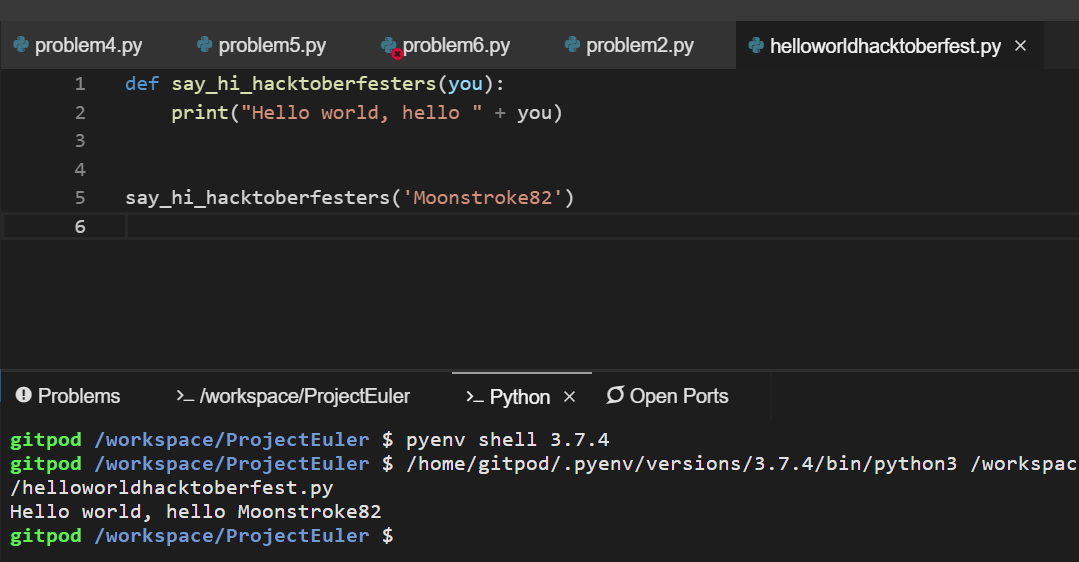 problem4.py problem5.py problem6.py problem2.py helloworldhacktoberfest.py ×
1 def say_hi_hacktoberfesters(you):
2     print("Hello world, hello " + you)
3
4
5 say_hi_hacktoberfesters('Moonstroke82')
6
Problems >_ /workspace/ProjectEuler >_ Python × Open Ports
gitpod /workspace/ProjectEuler $ pyenv shell 3.7.4
gitpod /workspace/ProjectEuler $ /home/gitpod/.pyenv/versions/3.7.4/bin/python3 /workspac
/helloworldhacktoberfest.py
Hello world, hello Moonstroke82
gitpod /workspace/ProjectEuler $